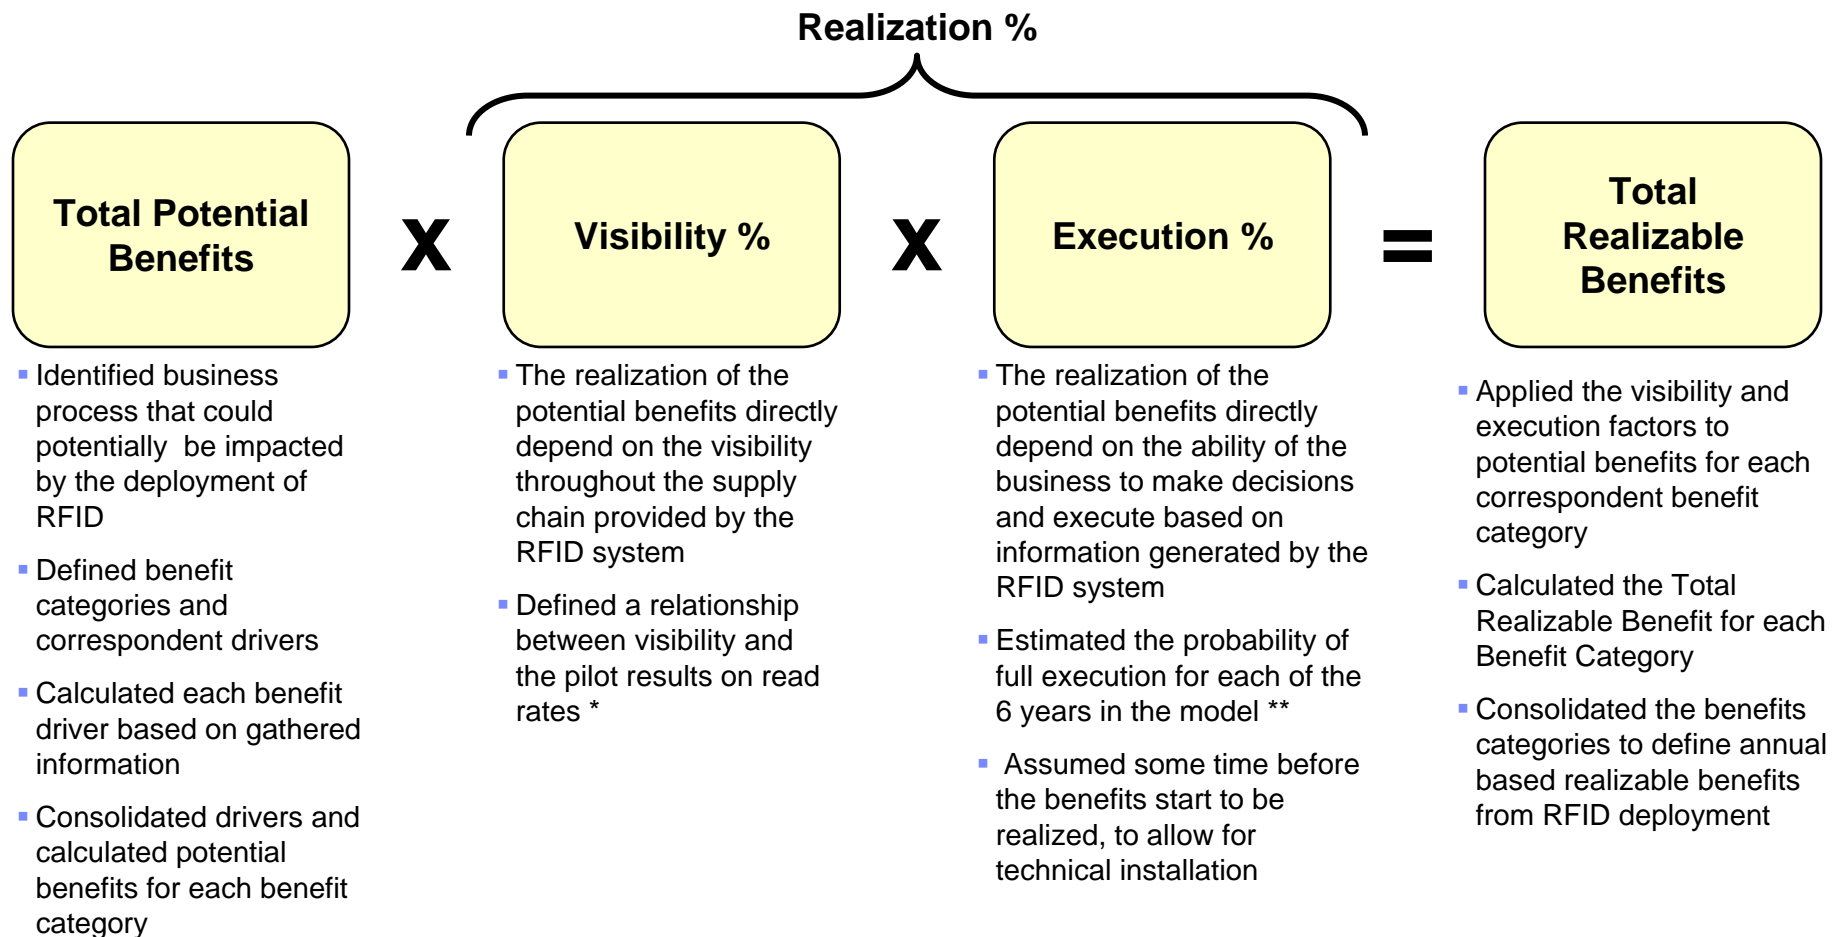 Realization %
Total Potential
Benefits
x
Visibility %
x
Execution %
=
Total
Realizable
Benefits
▪ Identified business
process that could
potentially  be impacted
by the deployment of
RFID
▪ Defined benefit
categories and
correspondent drivers
▪ Calculated each benefit
driver based on gathered
information
▪ Consolidated drivers and
calculated potential
benefits for each benefit
category
▪ The realization of the
potential benefits directly
depend on the visibility
throughout the supply
chain provided by the
RFID system
▪ Defined a relationship
between visibility and
the pilot results on read
rates *
▪ The realization of the
potential benefits directly
depend on the ability of the
business to make decisions
and execute based on
information generated by the
RFID system
▪ Estimated the probability of
full execution for each of the
6 years in the model **
▪ Assumed some time before
the benefits start to be
realized, to allow for
technical installation
▪ Applied the visibility and
execution factors to
potential benefits for each
correspondent benefit
category
▪ Calculated the Total
Realizable Benefit for each
Benefit Category
▪ Consolidated the benefits
categories to define annual
based realizable benefits
from RFID deployment